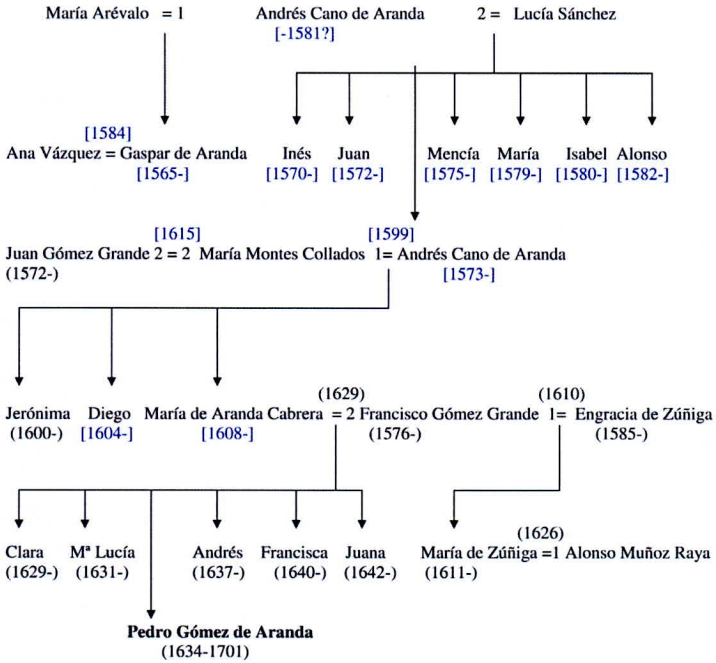 María Arévalo = 1 Andrés Cano de Aranda 2 = Lucía Sánchez
[-1581?]
[1584]
Ana Vázquez = Gaspar de Aranda Inés Juan Mencía María Isabel Alonso
[1565-] [1570-] [1572-] [1575-] [1579-] [1580-] [1582-]
[1615] [1599]
Juan Gómez Grande 2 = 2 María Montes Collados 1= Andrés Cano de Aranda
(1572-) [1573-]
(1629) (1610)
Jerónima Diego María de Aranda Cabrera = 2 Francisco Gómez Grande 1= Engracia de Zúñiga
(1600-) [1604-] [1608-] (1576-) (1585-)
(1626)
Clara Mª Lucía Andrés Francisca Juana María de Zúñiga =1 Alonso Muñoz Raya
(1629-) (1631-) (1637-) (1640-) (1642-) (1611-)
Pedro Gómez de Aranda
(1634-1701)